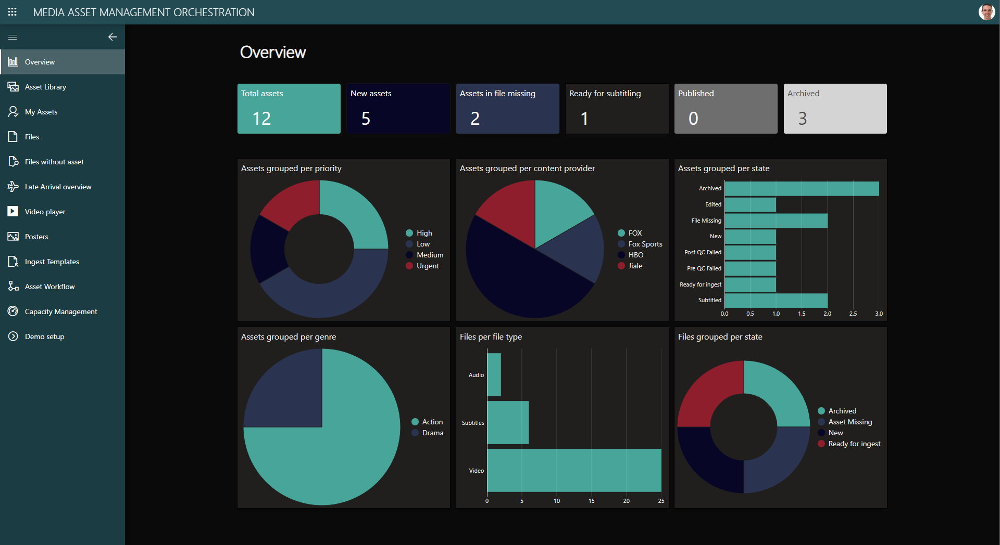 MEDIA ASSET MANAGEMENT ORCHESTRATION
Overview
Asset Library
My Assets
Files
Files without asset
Late Arrival overview
Video player
Posters
Ingest Templates
Asset Workflow
Capacity Management
Demo setup
Overview
Total assets
12
New assets
5
Assets in file missing
2
Ready for subtitling
1
Published
0
Archived
3
Assets grouped per priority
High
Low
Medium
Urgent
Assets grouped per content provider
FOX
Fox Sports
HBO
Jiale
Assets grouped per state
Archived
Edited
File Missing
New
Post QC Failed
Pre QC Failed
Ready for ingest
Subtitled
0.0 0.5 1.0 1.5 2.0 2.5 3.0
Assets grouped per genre
Action
Drama
Files per file type
Audio
Subtitles
Video
0 5 10 15 20 25
Files grouped per state
Archived
Asset Missing
New
Ready for ingest